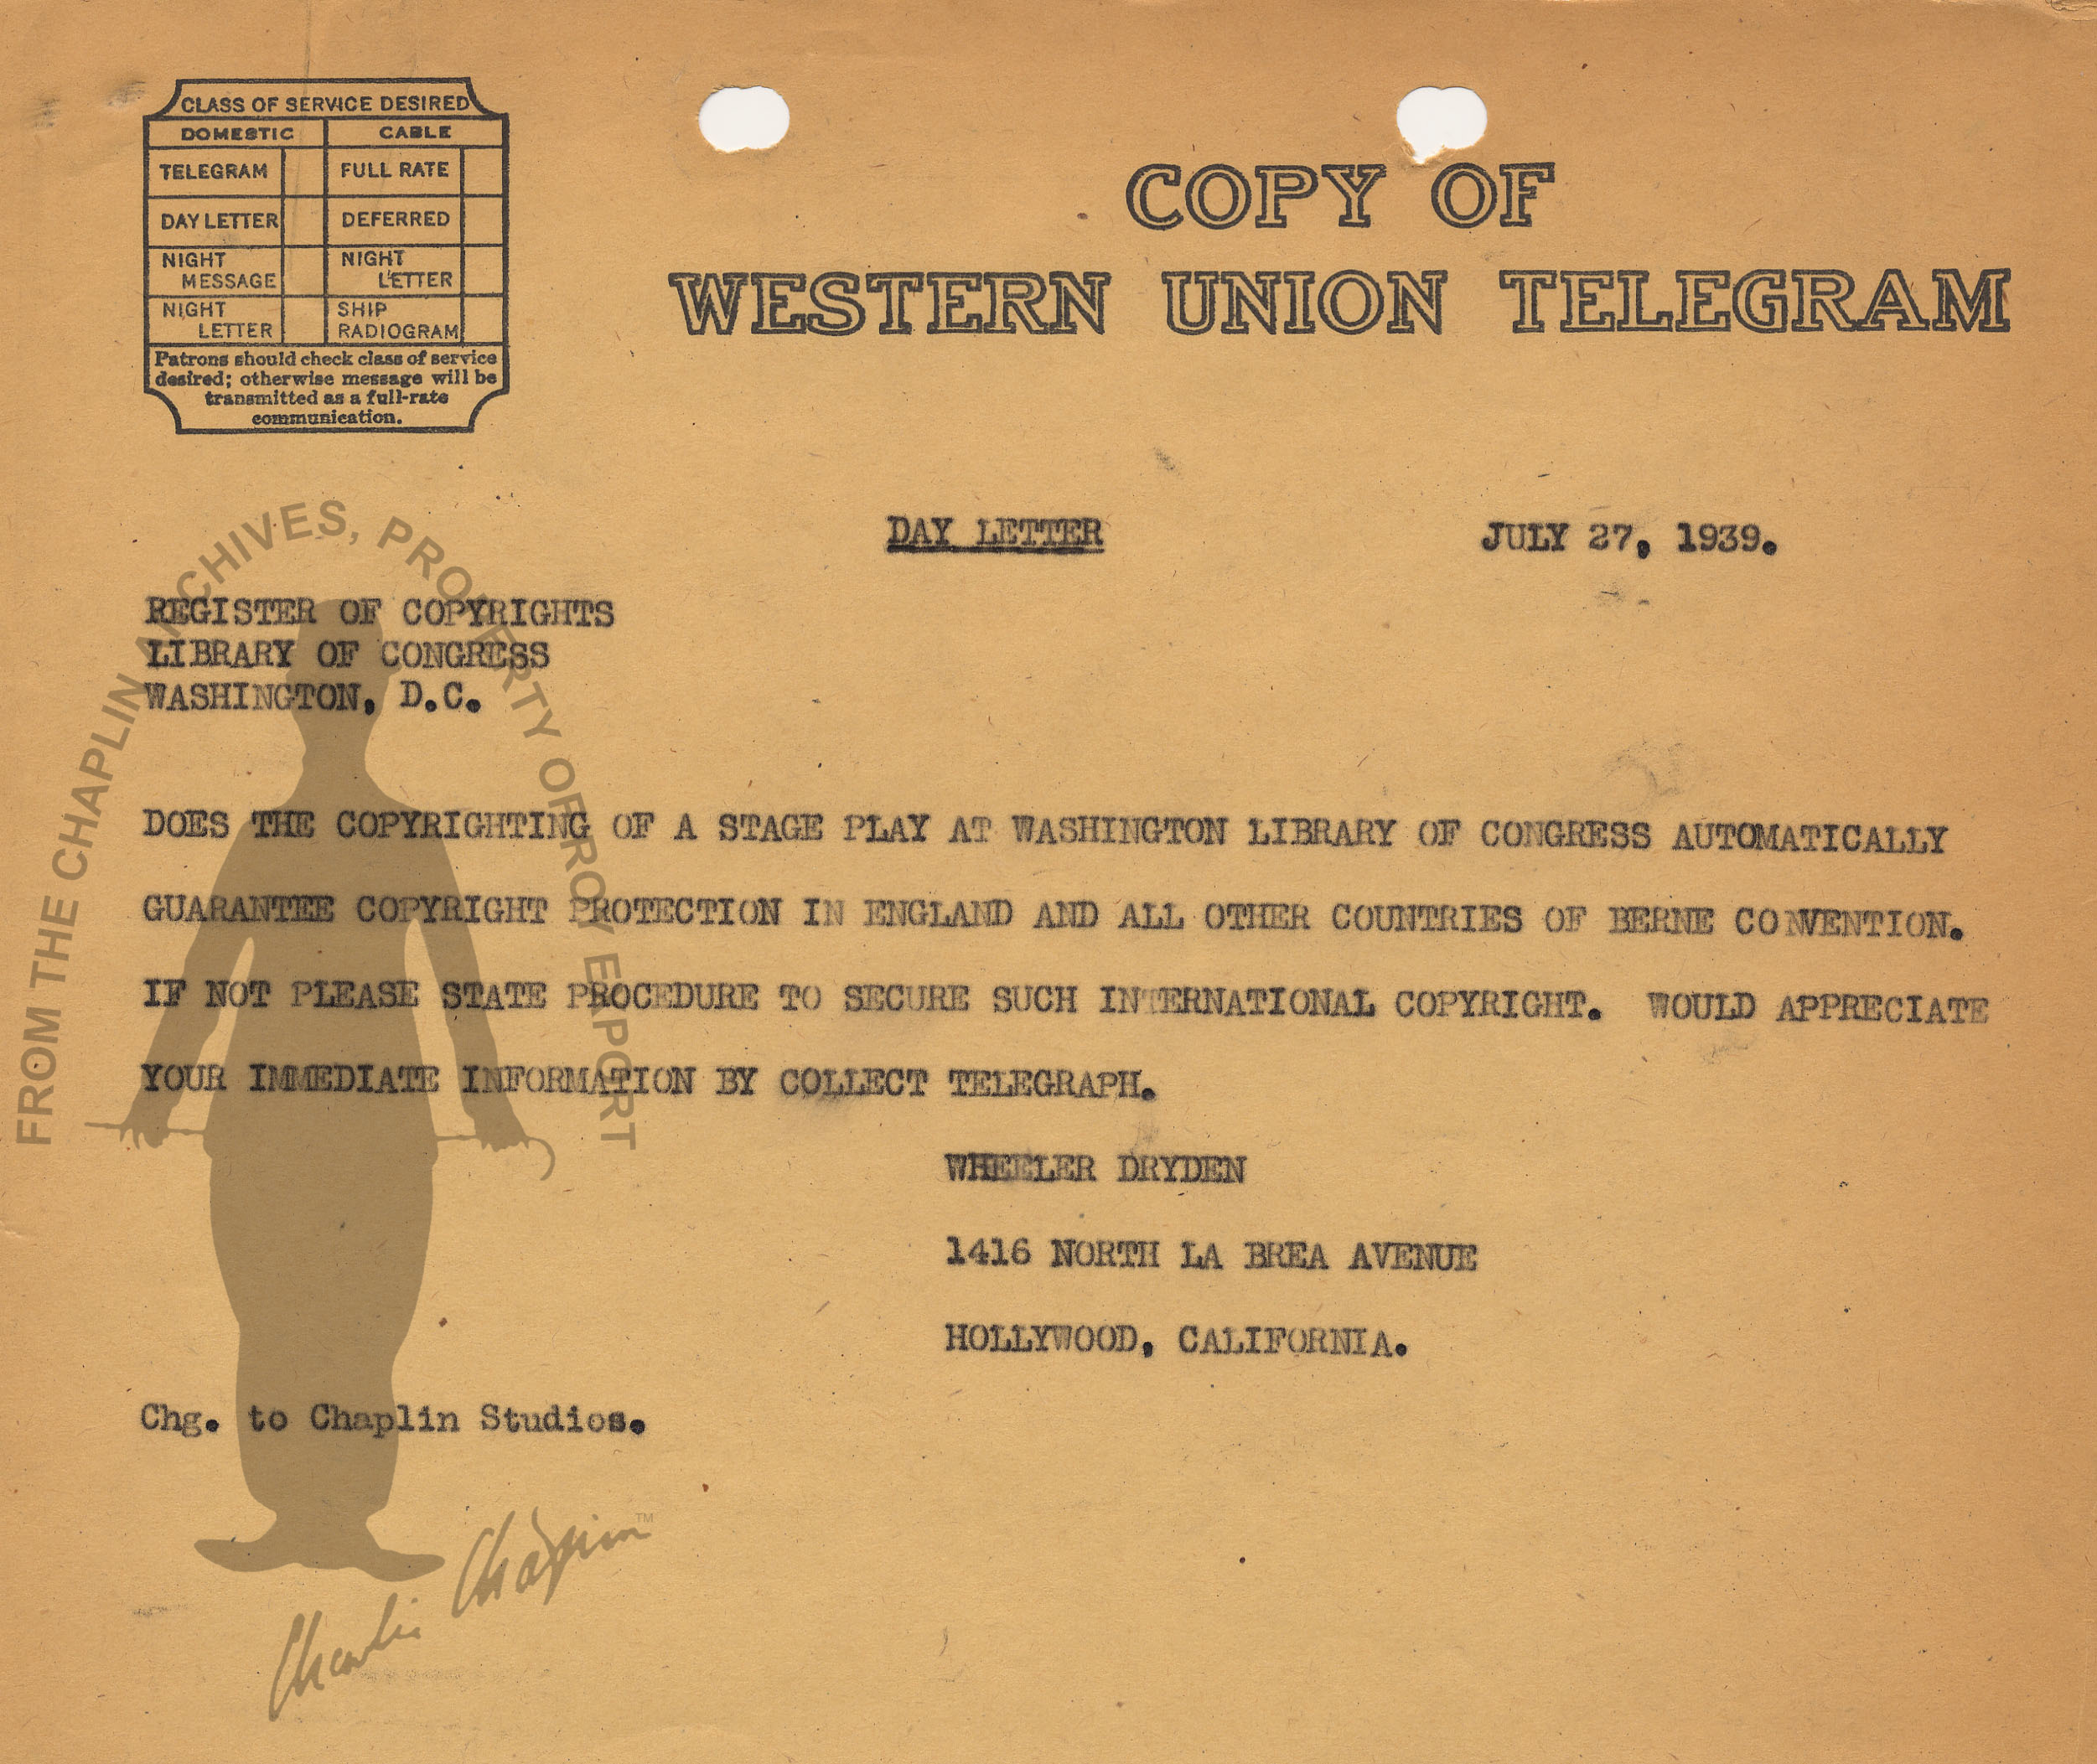 CLASS OF SERVICE DESIRED
DOMESTIC CABLE
TELEGRAM FULL RATE
DAY LETTER DEFERRED
NIGHT MESSAGE NIGHT LETTER
NIGHT LETTER SHIP RADIOGRAM
Patrons should check class of service
desired; otherwise message will be
transmitted as a full-rate
communication.
COPY OF
WESTERN UNION TELEGRAM
DAY LETTER JULY 27, 1939.
REGISTER OF COPYRIGHTS
LIBRARY OF CONGRESS
WASHINGTON, D.C.
DOES THE COPYRIGHTING OF A STAGE PLAY AT WASHINGTON LIBRARY OF CONGRESS AUTOMATICALLY
GUARANTEE COPYRIGHT PROTECTION IN ENGLAND AND ALL OTHER COUNTRIES OF BERNE CONVENTION.
IF NOT PLEASE STATE PROCEDURE TO SECURE SUCH INTERNATIONAL COPYRIGHT. WOULD APPRECIATE
YOUR IMMEDIATE INFORMATION BY COLLECT TELEGRAPH.
WHEELER DRYDEN
1416 NORTH LA BREA AVENUE
HOLLYWOOD, CALIFORNIA.
Chg. to Chaplin Studios.
FROM THE CHAPLIN ARCHIVES, PROPERTY OF ROY EXPORT
Charlie Chaplin™